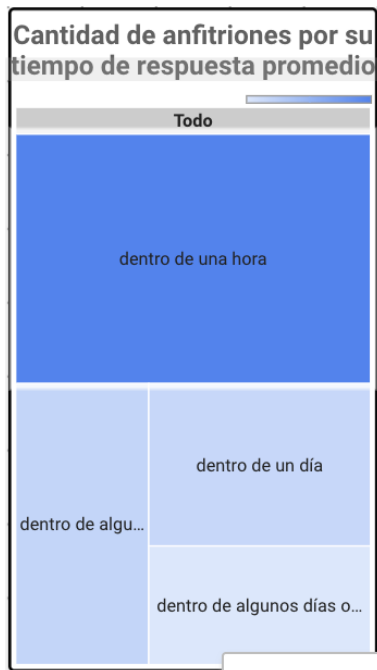 Cantidad de anfitriones por su
tiempo de respuesta promedio
Todo
dentro de una hora
dentro de un día
dentro de algu...
dentro de algunos días o...